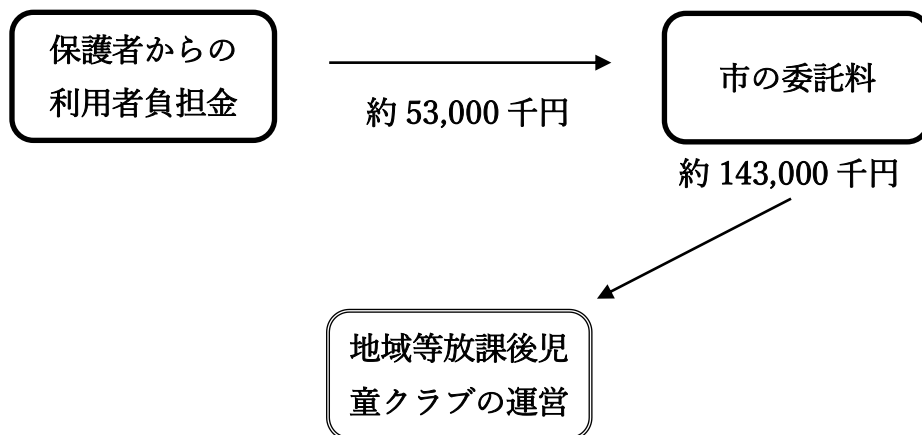 保護者からの
利用者負担金
約 53,000 千円
市の委託料
約 143,000 千円
地域等放課後児
童クラブの運営